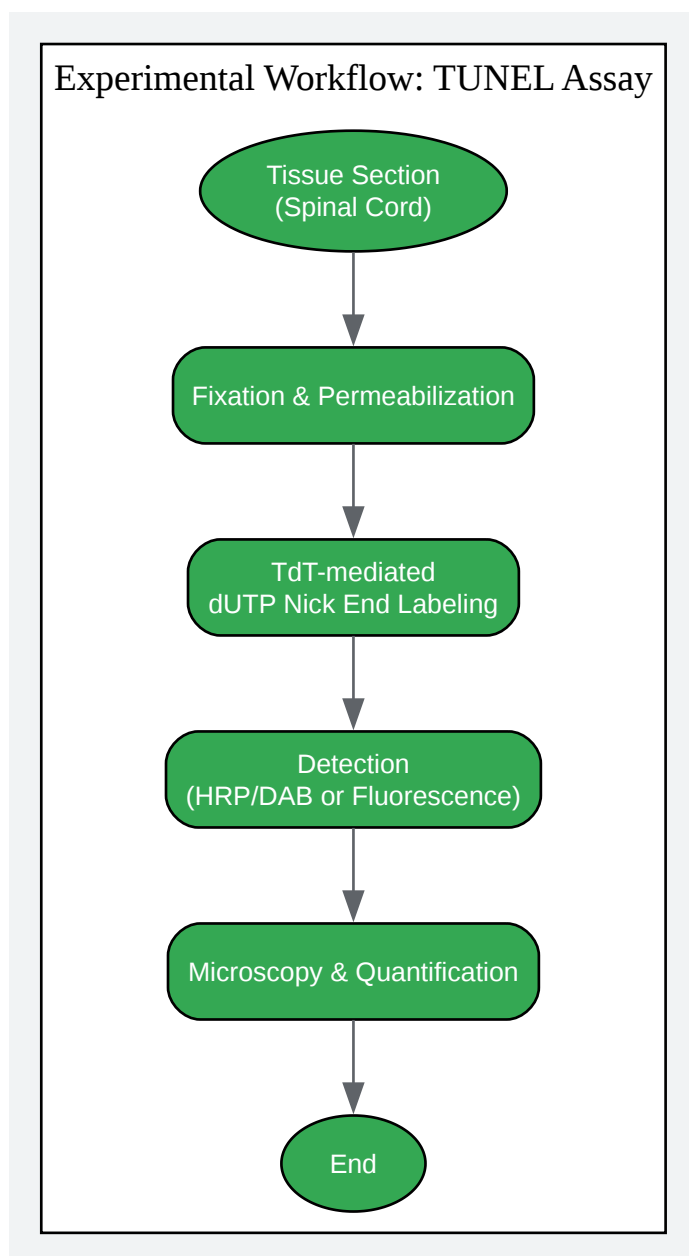 Experimental Workflow: TUNEL Assay
Tissue Section
(Spinal Cord)
Fixation & Permeabilization
TdT-mediated
dUTP Nick End Labeling
Detection
(HRP/DAB or Fluorescence)
Microscopy & Quantification
End